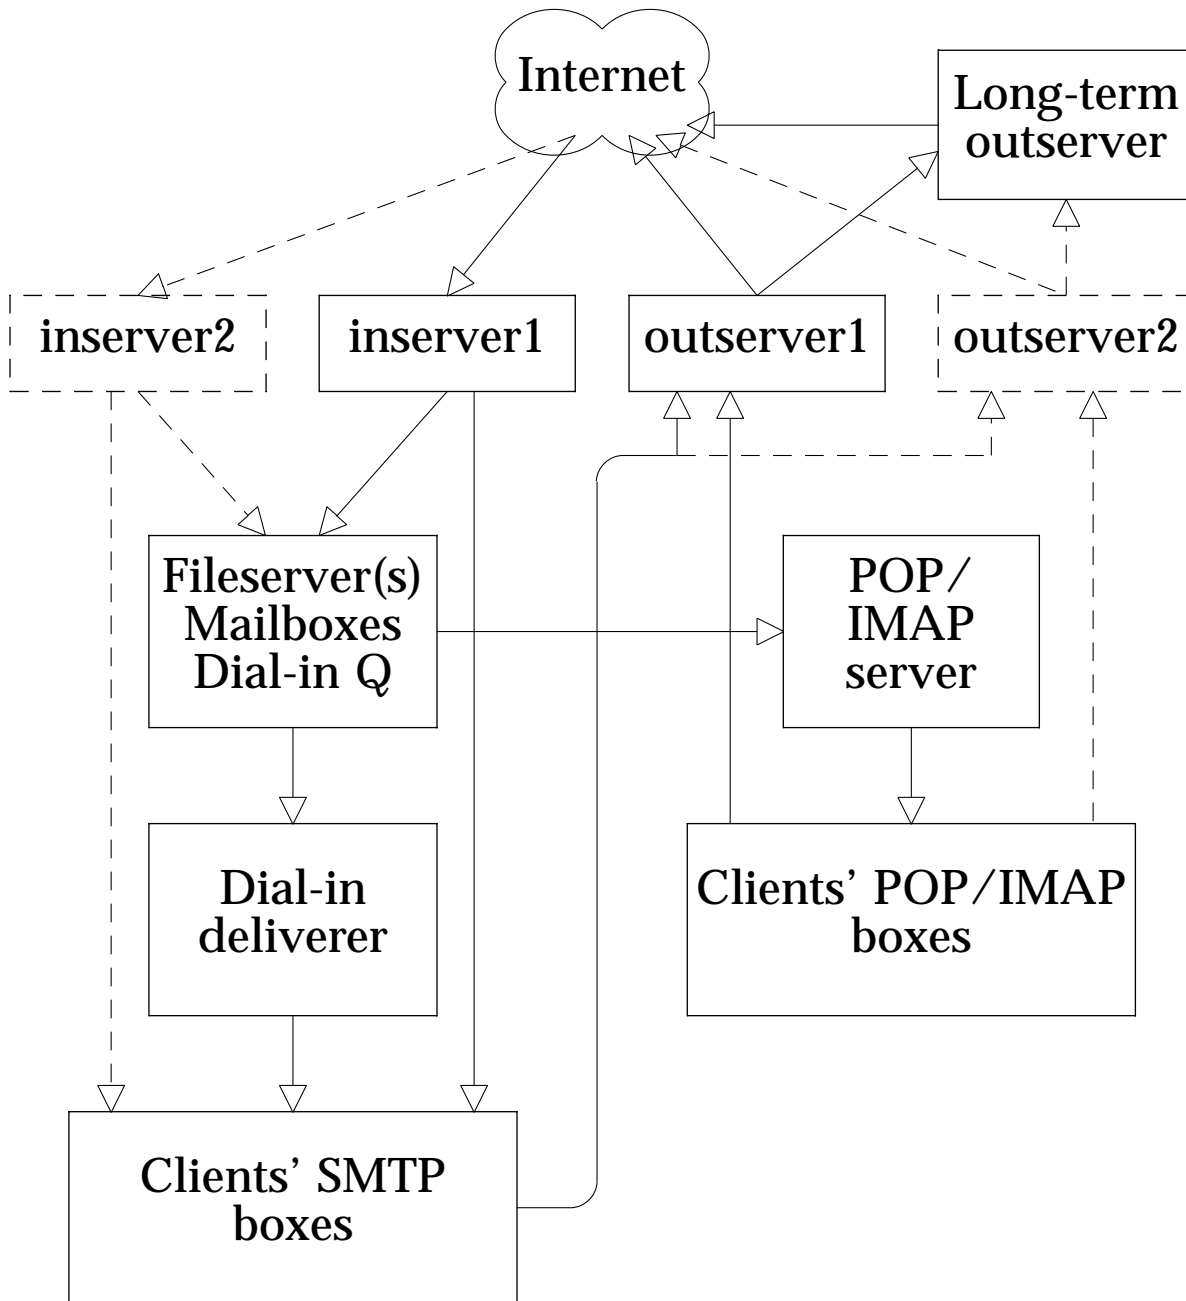 Internet
Long-term
outserver
inserver2
inserver1
outserver1
outserver2
Fileserver(s)
Mailboxes
Dial-in Q
POP/
IMAP
server
Dial-in
deliverer
Clients’ POP/IMAP
boxes
Clients’ SMTP
boxes